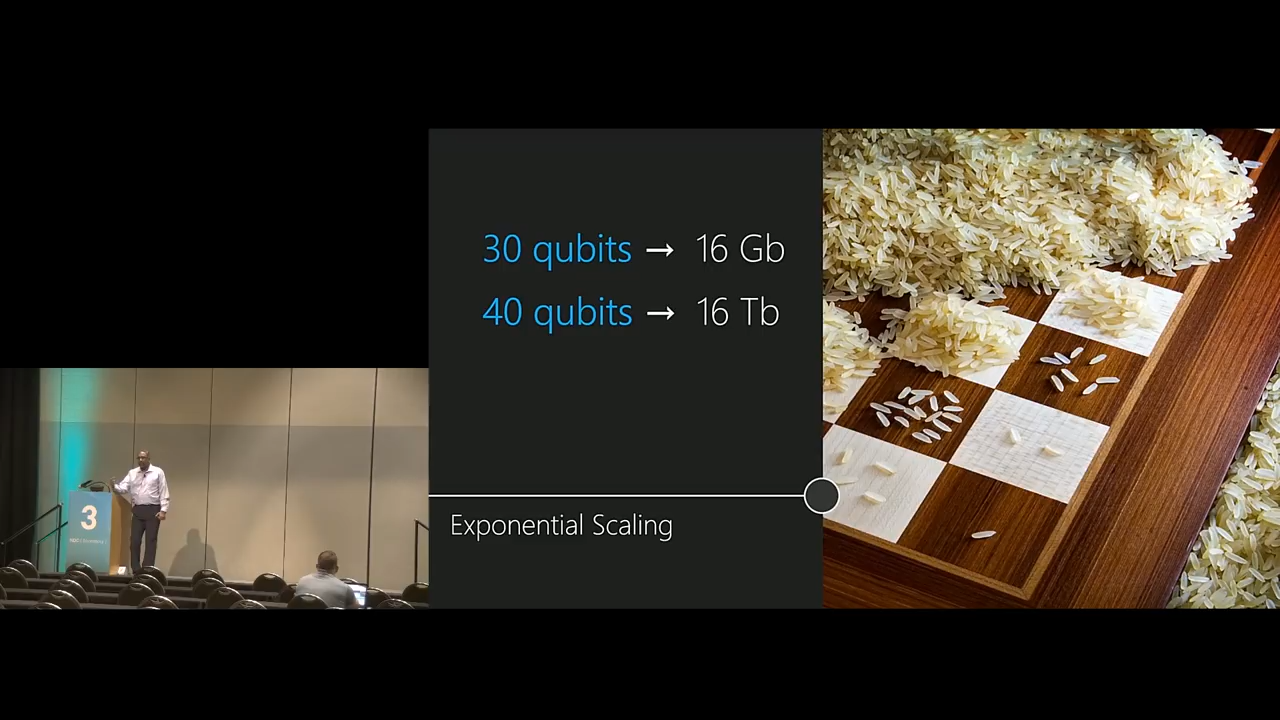 30 qubits → 16 Gb
40 qubits → 16 Tb
Exponential Scaling
3